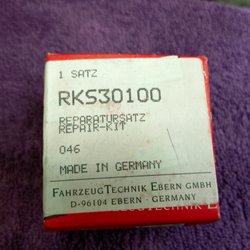 1 SATZ
RKS30100
REPARATURSATZ
REPAIR-KIT
046
MADE IN GERMANY
FAHRZEUGTECHNIK EBERN GMBH
D-96104 EBERN · GERMANY